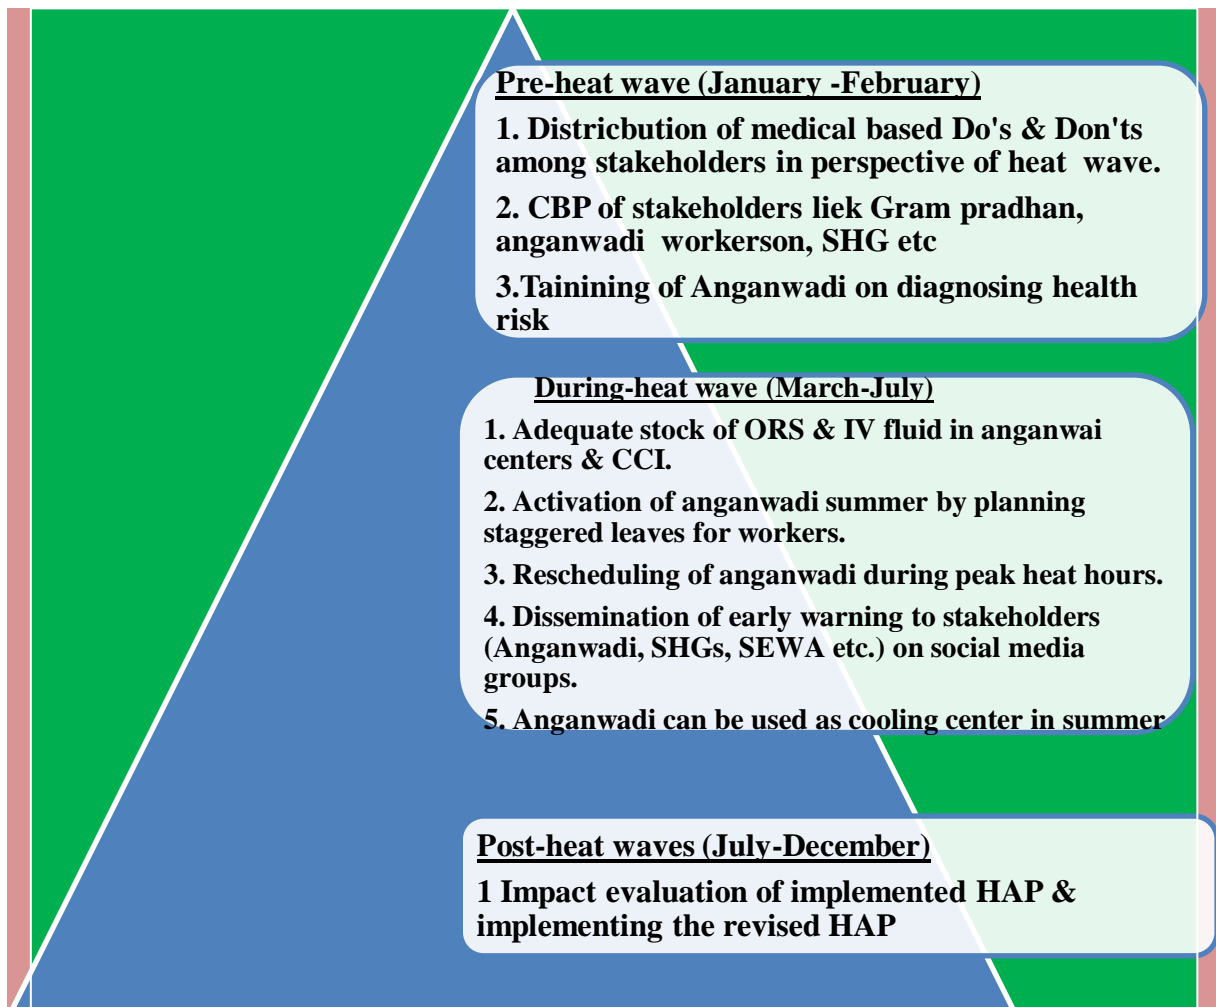 Pre-heat wave (January -February)
1. Districbution of medical based Do's & Don'ts
among stakeholders in perspective of heat wave.
2. CBP of stakeholders liek Gram pradhan,
anganwadi workerson, SHG etc
3.Tainining of Anganwadi on diagnosing health
risk
During-heat wave (March-July)
1. Adequate stock of ORS & IV fluid in anganwai
centers & CCI.
2. Activation of anganwadi summer by planning
staggered leaves for workers.
3. Rescheduling of anganwadi during peak heat hours.
4. Dissemination of early warning to stakeholders
(Anganwadi, SHGs, SEWA etc.) on social media
groups.
5. Anganwadi can be used as cooling center in summer
Post-heat waves (July-December)
1 Impact evaluation of implemented HAP &
implementing the revised HAP